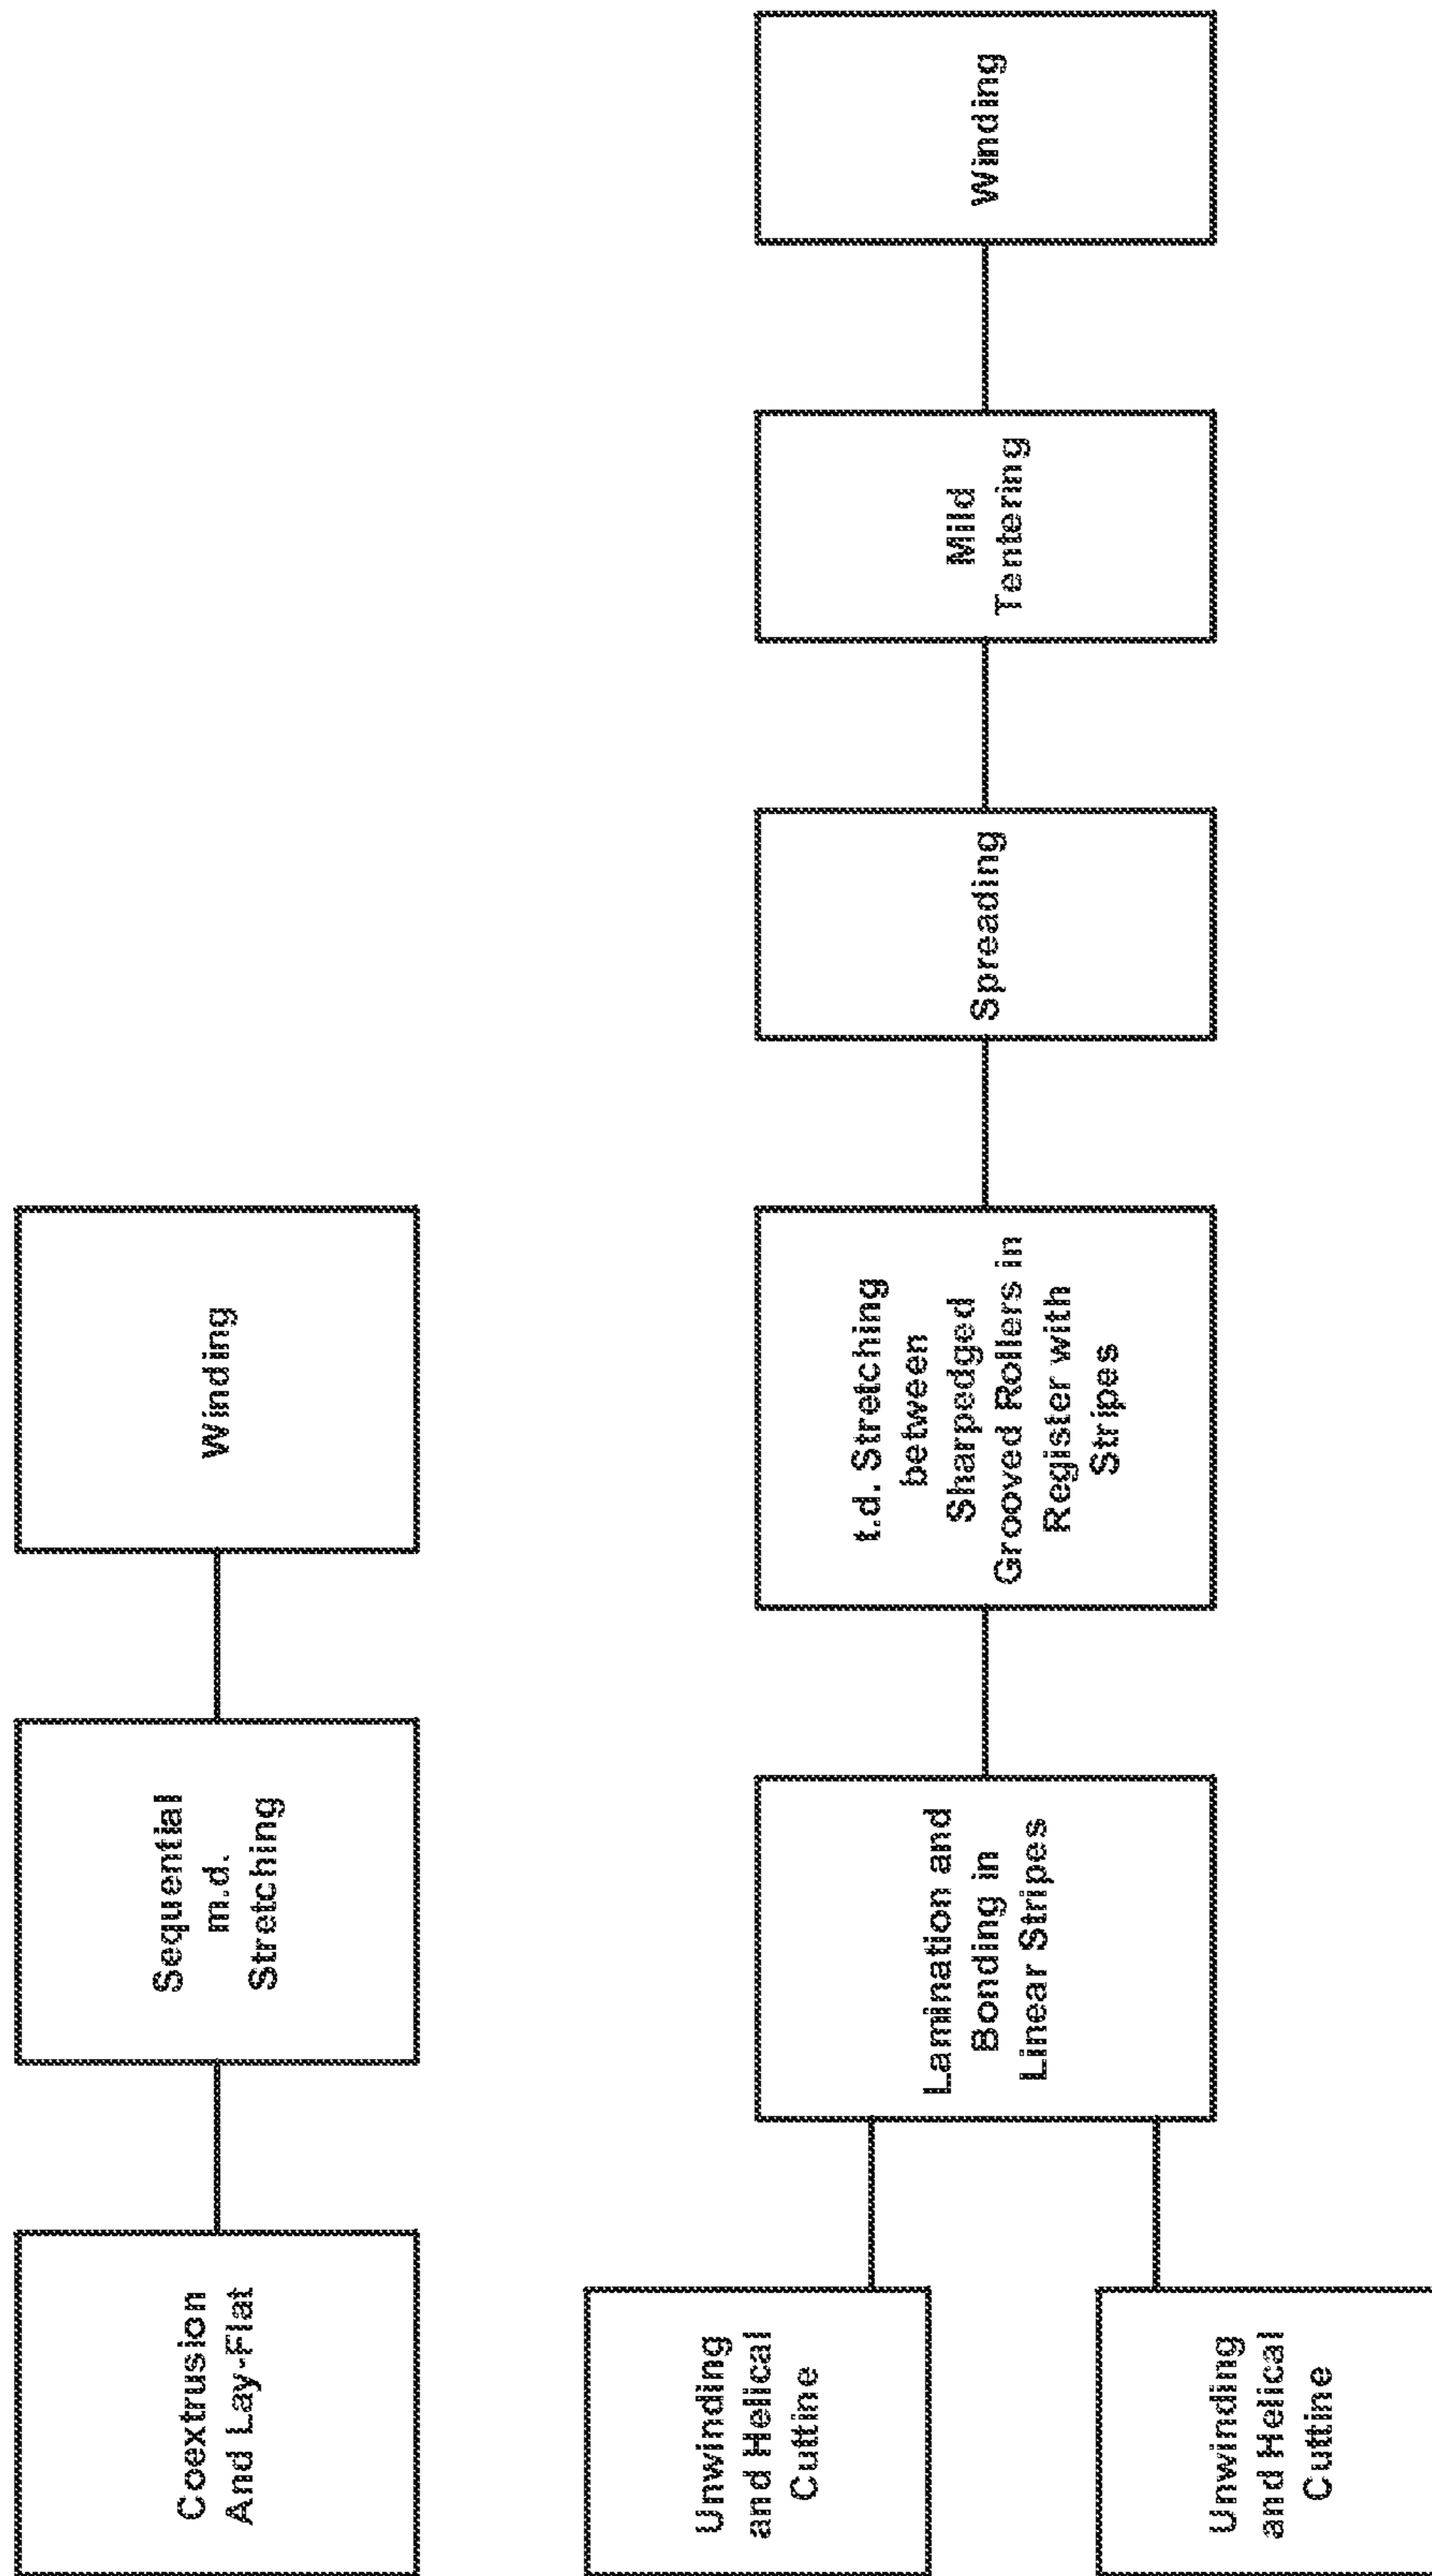 Coextrusion
And Lay-Flat
Sequential
m.d.
Stretching
Winding
Unwinding
and Helical
Cuttine
Unwinding
and Helical
Cuttine
Lamination and
Bonding in
Linear Stripes
t.d. Stretching
between
Sharpedged
Grooved Rollers in
Register with
Stripes
Spreading
Mild
Tentering
Winding